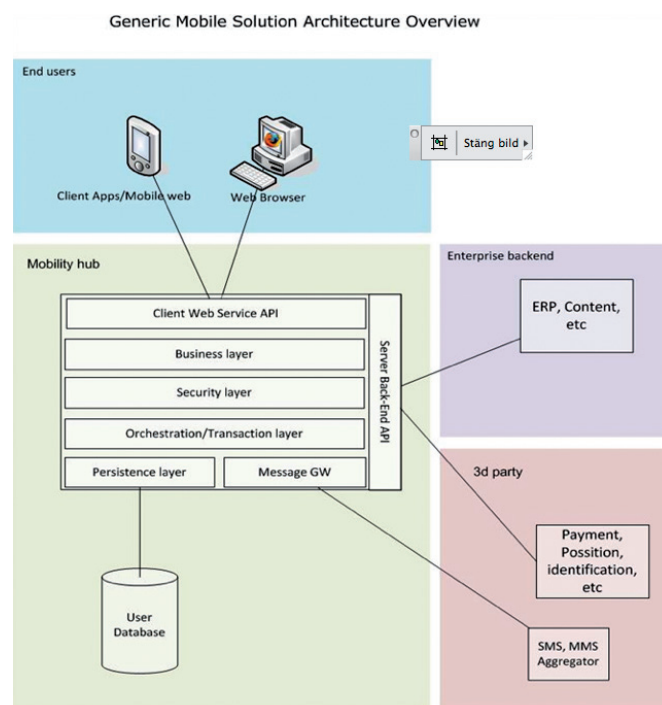 Generic Mobile Solution Architecture Overview
End users
Stäng bild
Client Apps/Mobile web
Web Browser
Mobility hub
Enterprise backend
Client Web Service API
Business layer
Security layer
Orchestration/Transaction layer
Persistence layer
Message GW
Server Back-End API
ERP, Content,
etc
3d party
Payment,
Possition,
identification,
etc
User
Database
SMS, MMS
Aggregator